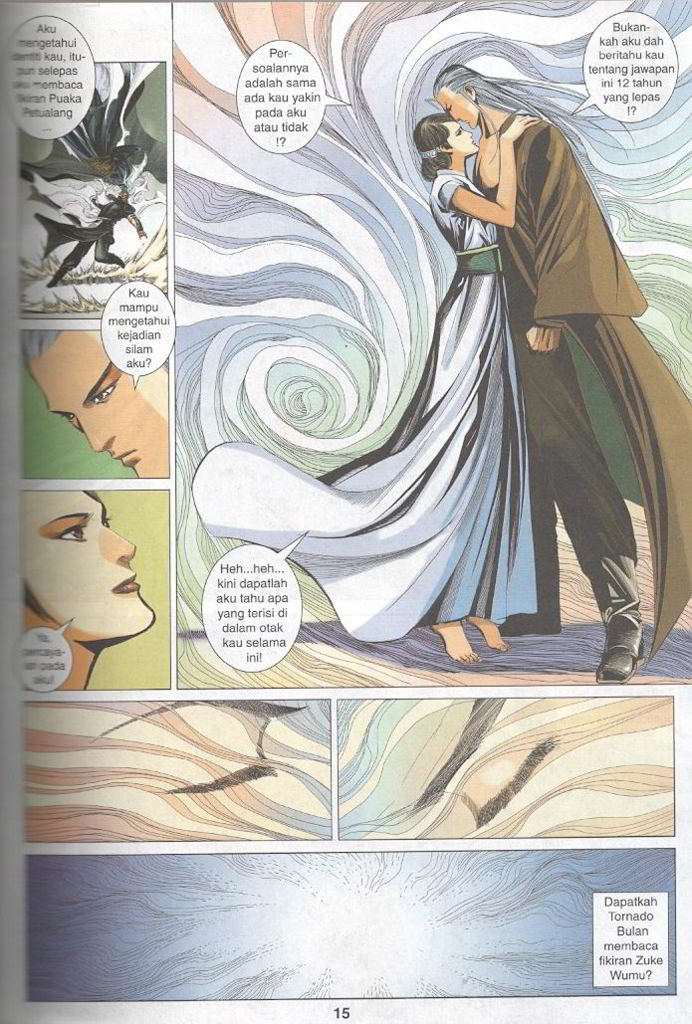 Aku
mengetahui
identiti kau, itu-
pun selepas
aku membaca
fikiran Puaka
Petualang
...
Per-
soalannya
adalah sama
ada kau yakin
pada aku
atau tidak
!?
Bukan-
kah aku dah
beritahu kau
tentang jawapan
ini 12 tahun
yang lepas
!?
Kau
mampu
mengetahui
kejadian
silam
aku?
Ya,
pada
aku!
Heh...heh...
kini dapatlah
aku tahu apa
yang terisi di
dalam otak
kau selama
ini!
Dapatkah
Tornado
Bulan
membaca
fikiran Zuke
Wumu?
15